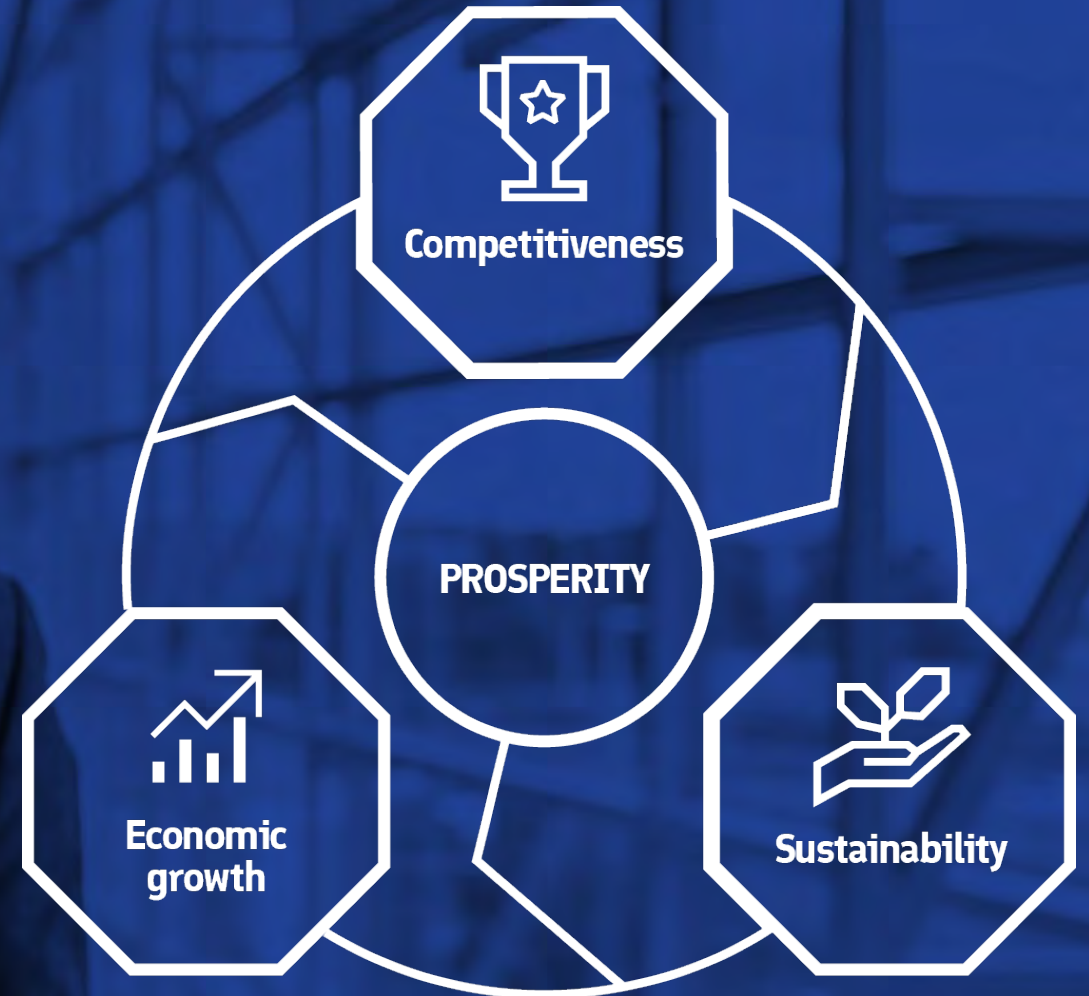 Competitiveness
PROSPERITY
Economic
growth
Sustainability